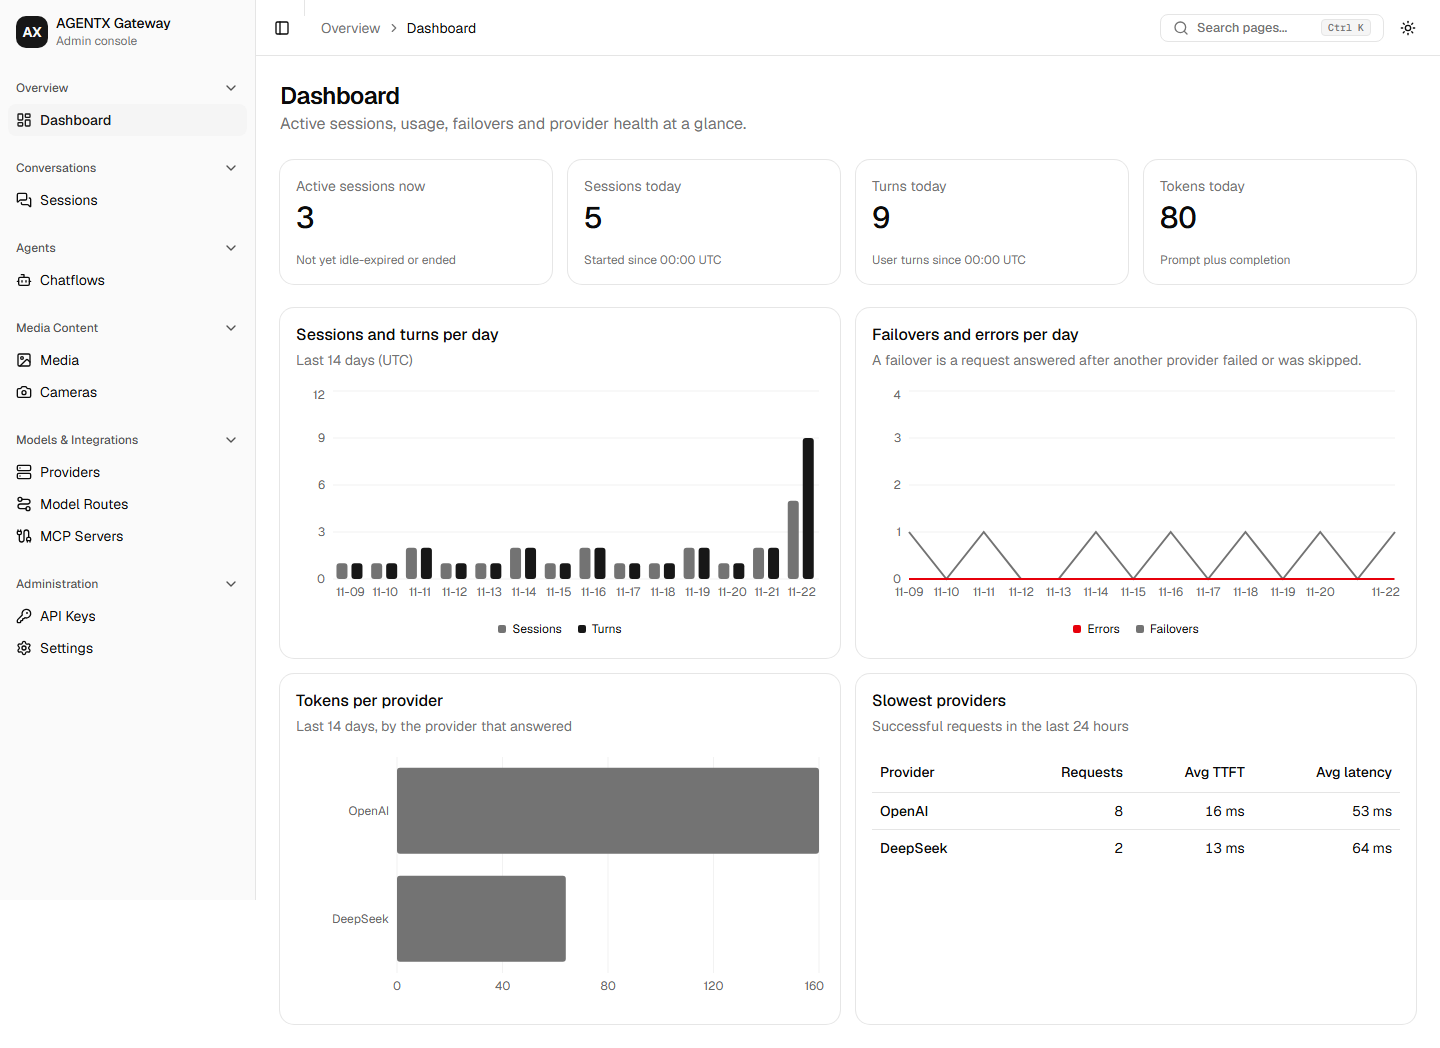 AX
AGENTX Gateway
Admin console
Overview
Dashboard
Conversations
Sessions
Agents
Chatflows
Media Content
Media
Cameras
Models & Integrations
Providers
Model Routes
MCP Servers
Administration
API Keys
Settings
Overview > Dashboard
Search pages... Ctrl K
Dashboard
Active sessions, usage, failovers and provider health at a glance.
Active sessions now
3
Not yet idle-expired or ended
Sessions today
5
Started since 00:00 UTC
Turns today
9
User turns since 00:00 UTC
Tokens today
80
Prompt plus completion
Sessions and turns per day
Last 14 days (UTC)
12
9
6
3
0
11-09 11-10 11-11 11-12 11-13 11-14 11-15 11-16 11-17 11-18 11-19 11-20 11-21 11-22
Sessions Turns
Failovers and errors per day
A failover is a request answered after another provider failed or was skipped.
4
3
2
1
0
11-09 11-10 11-11 11-12 11-13 11-14 11-15 11-16 11-17 11-18 11-19 11-20 11-22
Errors Failovers
Tokens per provider
Last 14 days, by the provider that answered
OpenAI
DeepSeek
0 40 80 120 160
Slowest providers
Successful requests in the last 24 hours
Provider Requests Avg TTFT Avg latency
OpenAI 8 16 ms 53 ms
DeepSeek 2 13 ms 64 ms